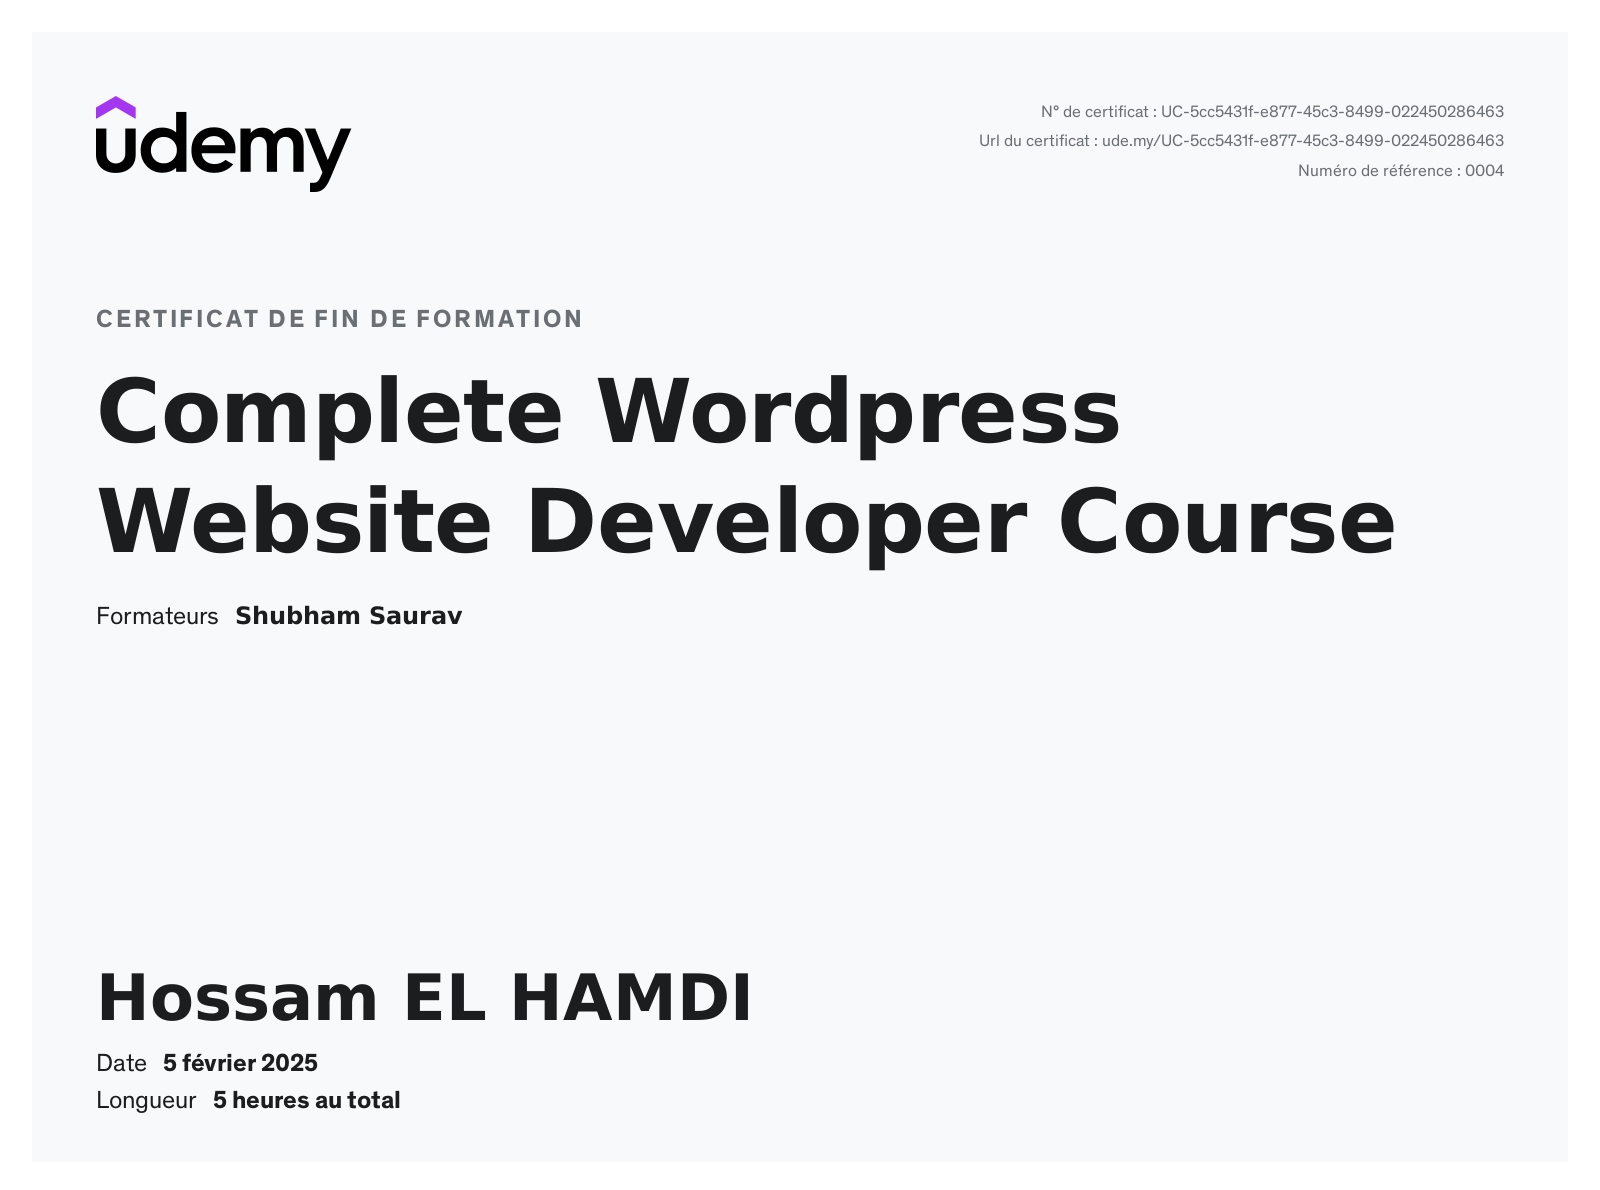 udemy
N° de certificat : UC-5cc5431f-e877-45c3-8499-022450286463
Url du certificat : ude.my/UC-5cc5431f-e877-45c3-8499-022450286463
Numéro de référence : 0004
CERTIFICAT DE FIN DE FORMATION
Complete Wordpress
Website Developer Course
Formateurs Shubham Saurav
Hossam EL HAMDI
Date 5 février 2025
Longueur 5 heures au total